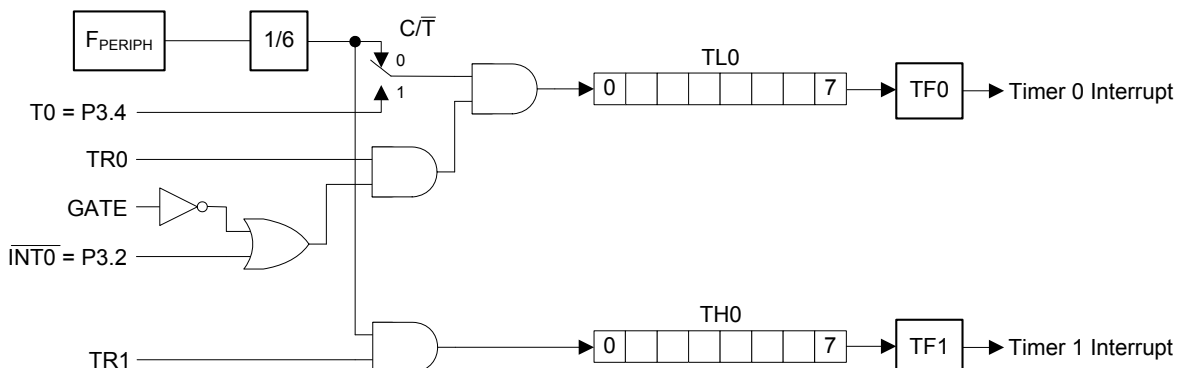 C/T̅
F_PERIPH
1/6
0
TL0
1
0 7
TF0
Timer 0 Interrupt
T0 = P3.4
TR0
GATE
I̅N̅T̅0̅ = P3.2
TH0
0 7
TF1
Timer 1 Interrupt
TR1